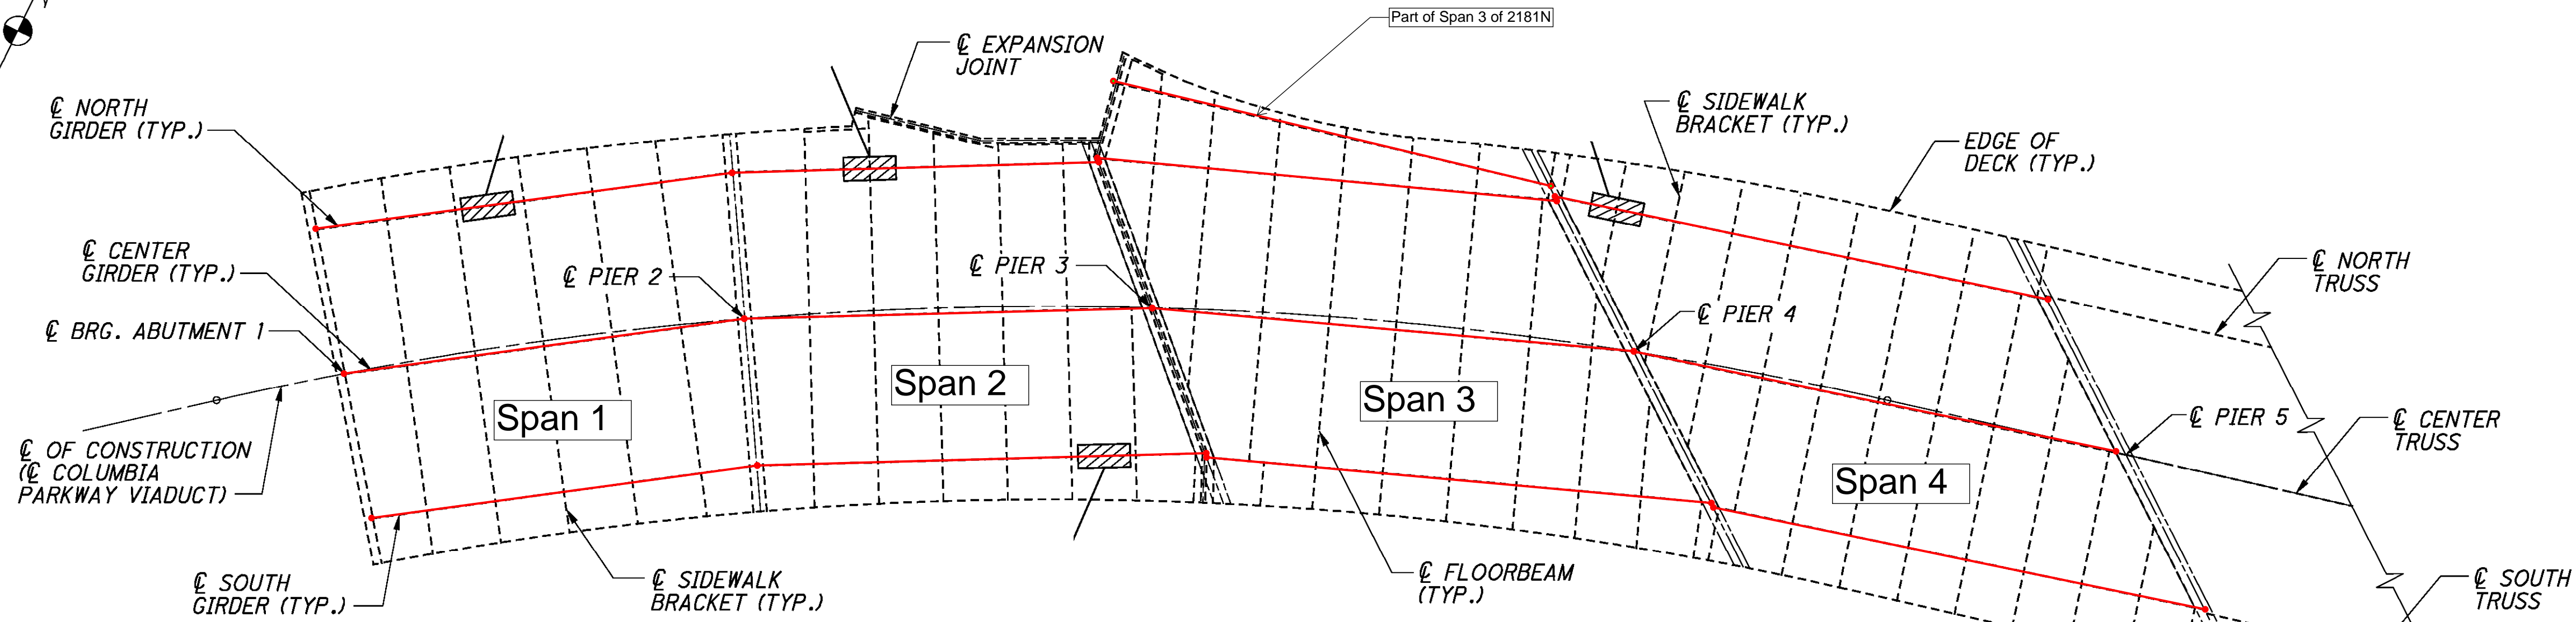 Part of Span 3 of 2181N
℄ EXPANSION
JOINT
℄ NORTH
GIRDER (TYP.)
℄ SIDEWALK
BRACKET (TYP.)
EDGE OF
DECK (TYP.)
℄ CENTER
GIRDER (TYP.)
℄ PIER 2
℄ PIER 3
℄ NORTH
TRUSS
℄ BRG. ABUTMENT 1
℄ PIER 4
Span 1
Span 2
Span 3
Span 4
℄ PIER 5
℄ CENTER
TRUSS
℄ OF CONSTRUCTION
(℄ COLUMBIA
PARKWAY VIADUCT)
℄ SOUTH
GIRDER (TYP.)
℄ SIDEWALK
BRACKET (TYP.)
℄ FLOORBEAM
(TYP.)
℄ SOUTH
TRUSS